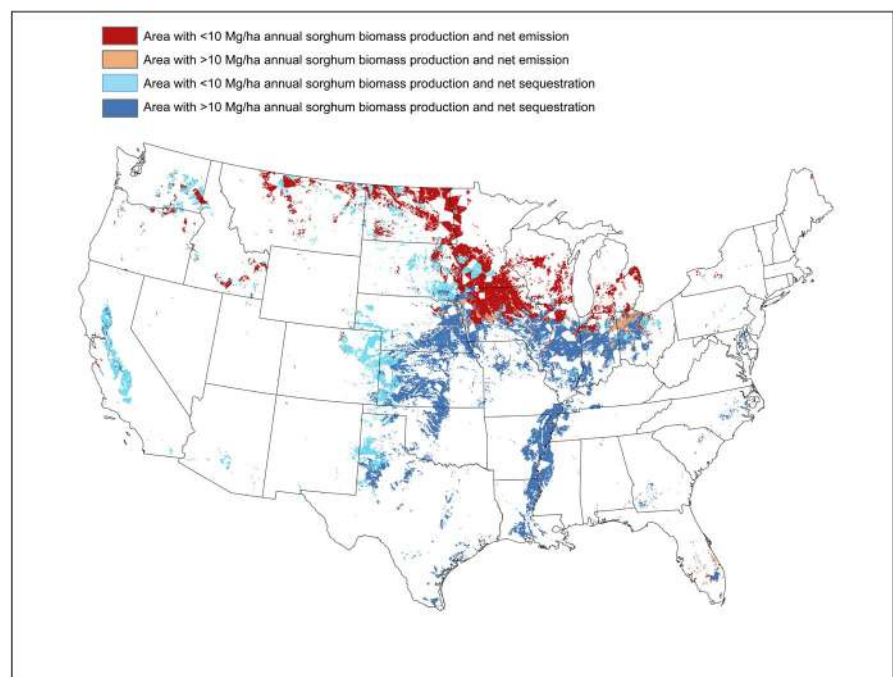 Area with <10 Mg/ha annual sorghum biomass production and net emission
Area with >10 Mg/ha annual sorghum biomass production and net emission
Area with <10 Mg/ha annual sorghum biomass production and net sequestration
Area with >10 Mg/ha annual sorghum biomass production and net sequestration